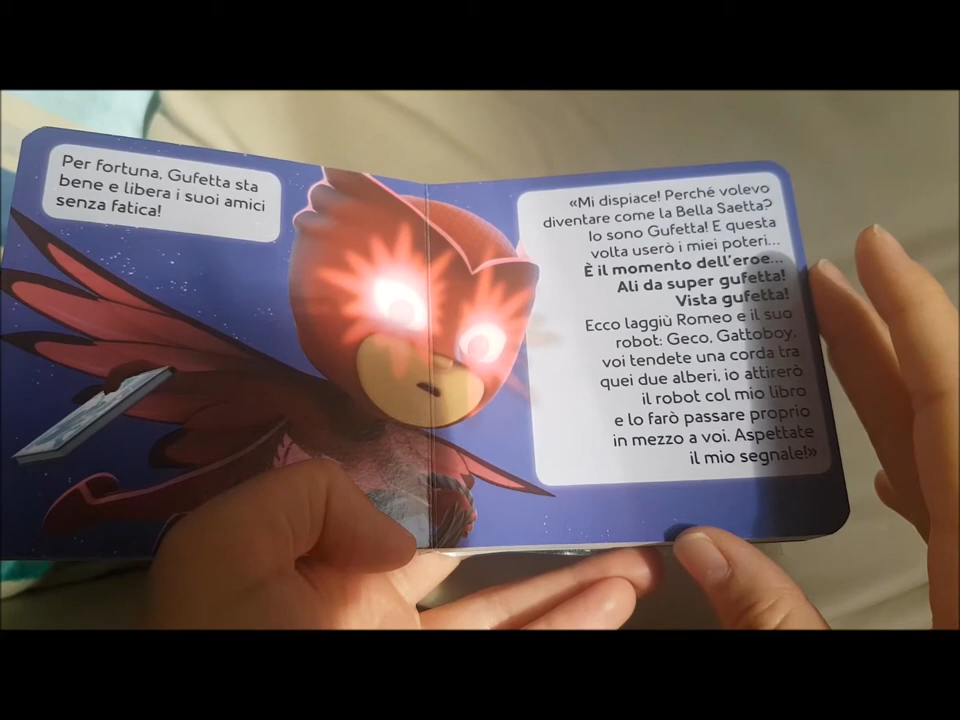 Per fortuna, Gufetta sta
bene e libera i suoi amici
senza fatica!
«Mi dispiace! Perché volevo
diventare come la Bella Saetta?
Io sono Gufetta! E questa
volta userò i miei poteri...
È il momento dell'eroe...
Ali da super gufetta!
Vista gufetta!
Ecco laggiù Romeo e il suo
robot: Geco, Gattoboy,
voi tendete una corda tra
quei due alberi, io attirerò
il robot col mio libro
e lo farò passare proprio
in mezzo a voi. Aspettate
il mio segnale!»